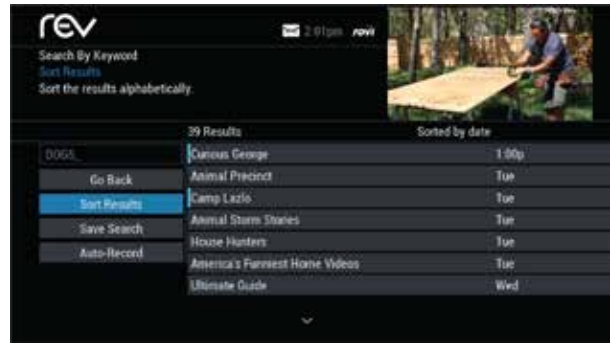 rev
2:01pm rovi
Search By Keyword
Sort Results
Sort the results alphabetically.
39 Results Sorted by date
DOGS_
Go Back
Sort Results
Save Search
Auto-Record
Curious George 1:00p
Animal Precinct Tue
Camp Lazlo Tue
Animal Storm Stories Tue
House Hunters Tue
America's Funniest Home Videos Tue
Ultimate Guide Wed